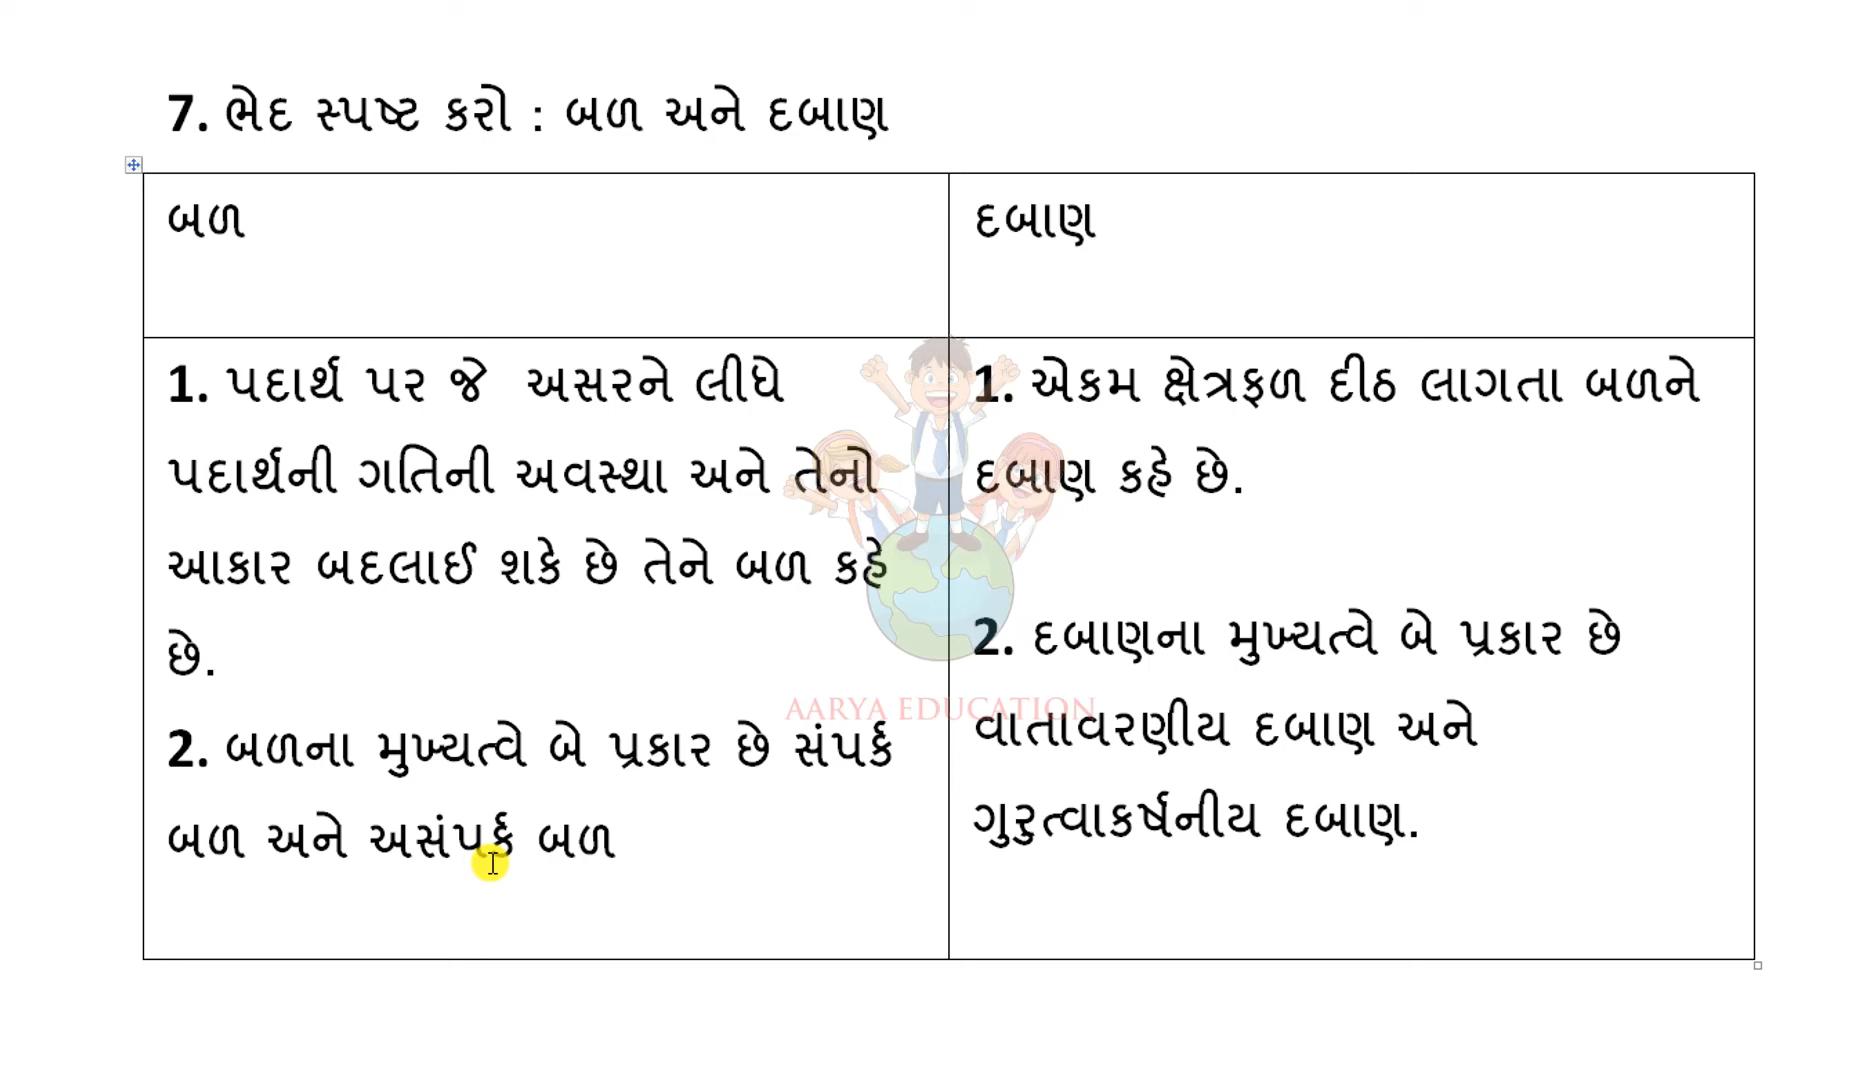 7. ભેદ સ્પષ્ટ કરો : બળ અને દબાણ
બળ
દબાણ
1. પદાર્થ પર જે અસરને લીધે
પદાર્થની ગતિની અવસ્થા અને તેનો
આકાર બદલાઈ શકે છે તેને બળ કહે
છે.
2. બળના મુખ્યત્વે બે પ્રકાર છે સંપર્ક
બળ અને અસંપર્ક બળ
1. એકમ ક્ષેત્રફળ દીઠ લાગતા બળને
દબાણ કહે છે.
2. દબાણના મુખ્યત્વે બે પ્રકાર છે
વાતાવરણીય દબાણ અને
ગુરુત્વાકર્ષનીય દબાણ.
AARYA EDUCATION